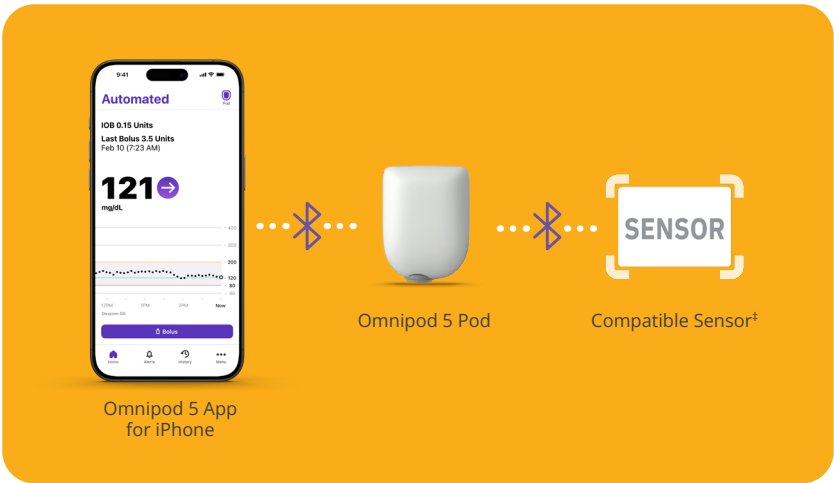 9:41
Automated
Pod
IOB 0.15 Units
Last Bolus 3.5 Units
Feb 10 (7:23 AM)
121
mg/dL
400
300
200
120
80
40
12PM 1PM 2PM Now
Dexcom G6
Bolus
Home Alerts History Menu
Omnipod 5 App
for iPhone
Omnipod 5 Pod
SENSOR
Compatible Sensor‡